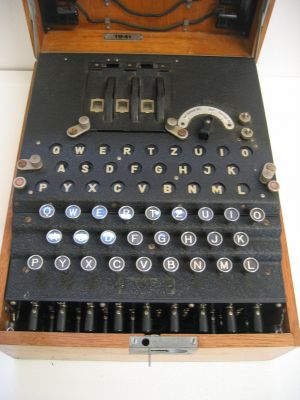 1941
Q W E R T Z U I O
A S D F G H J K
P Y X C V B N M L
Q W E R T Z U I O
A S D F G H J K
P Y X C V B N M L